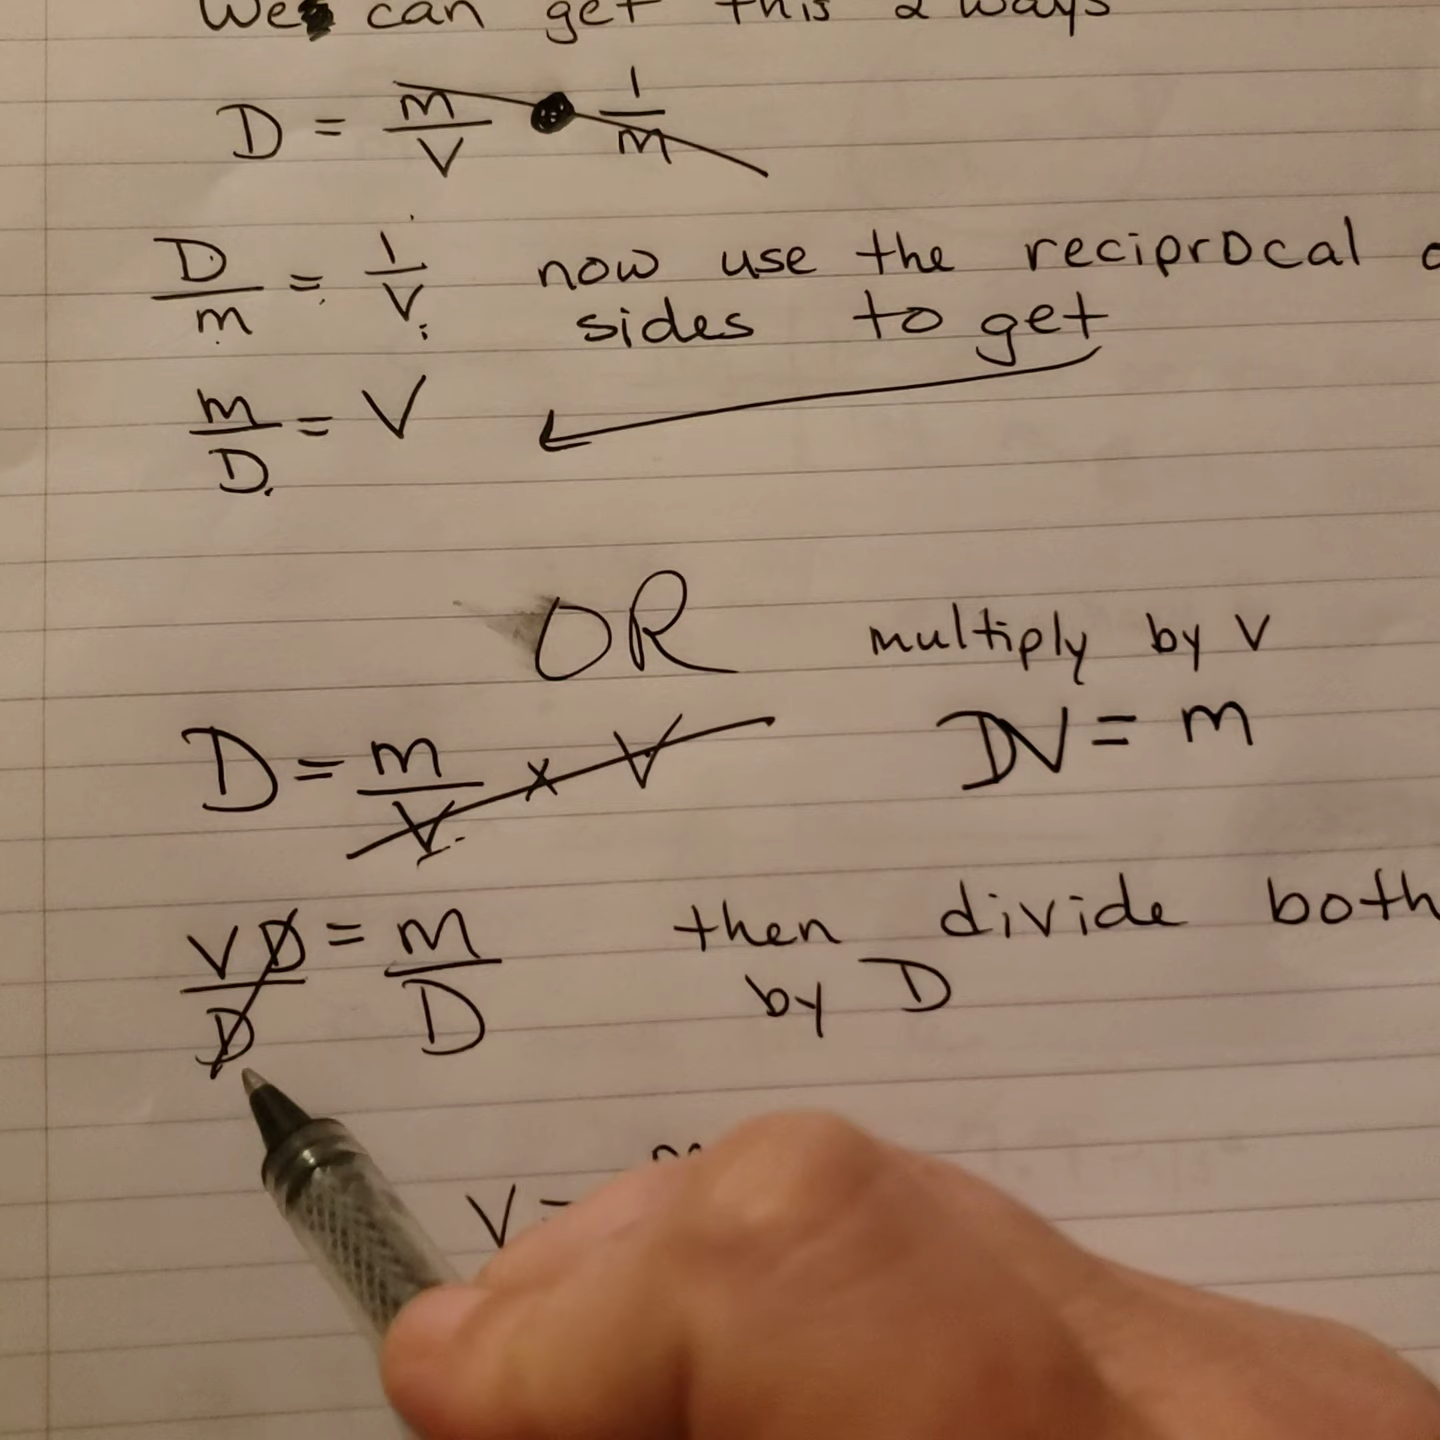 We can get this 2 ways
D = m/V • 1/m
D/m = 1/V now use the reciprocal
sides to get
m/D = V
OR multiply by V
D = m/V x V DV = m
VD/D = m/D then divide both
by D
V =